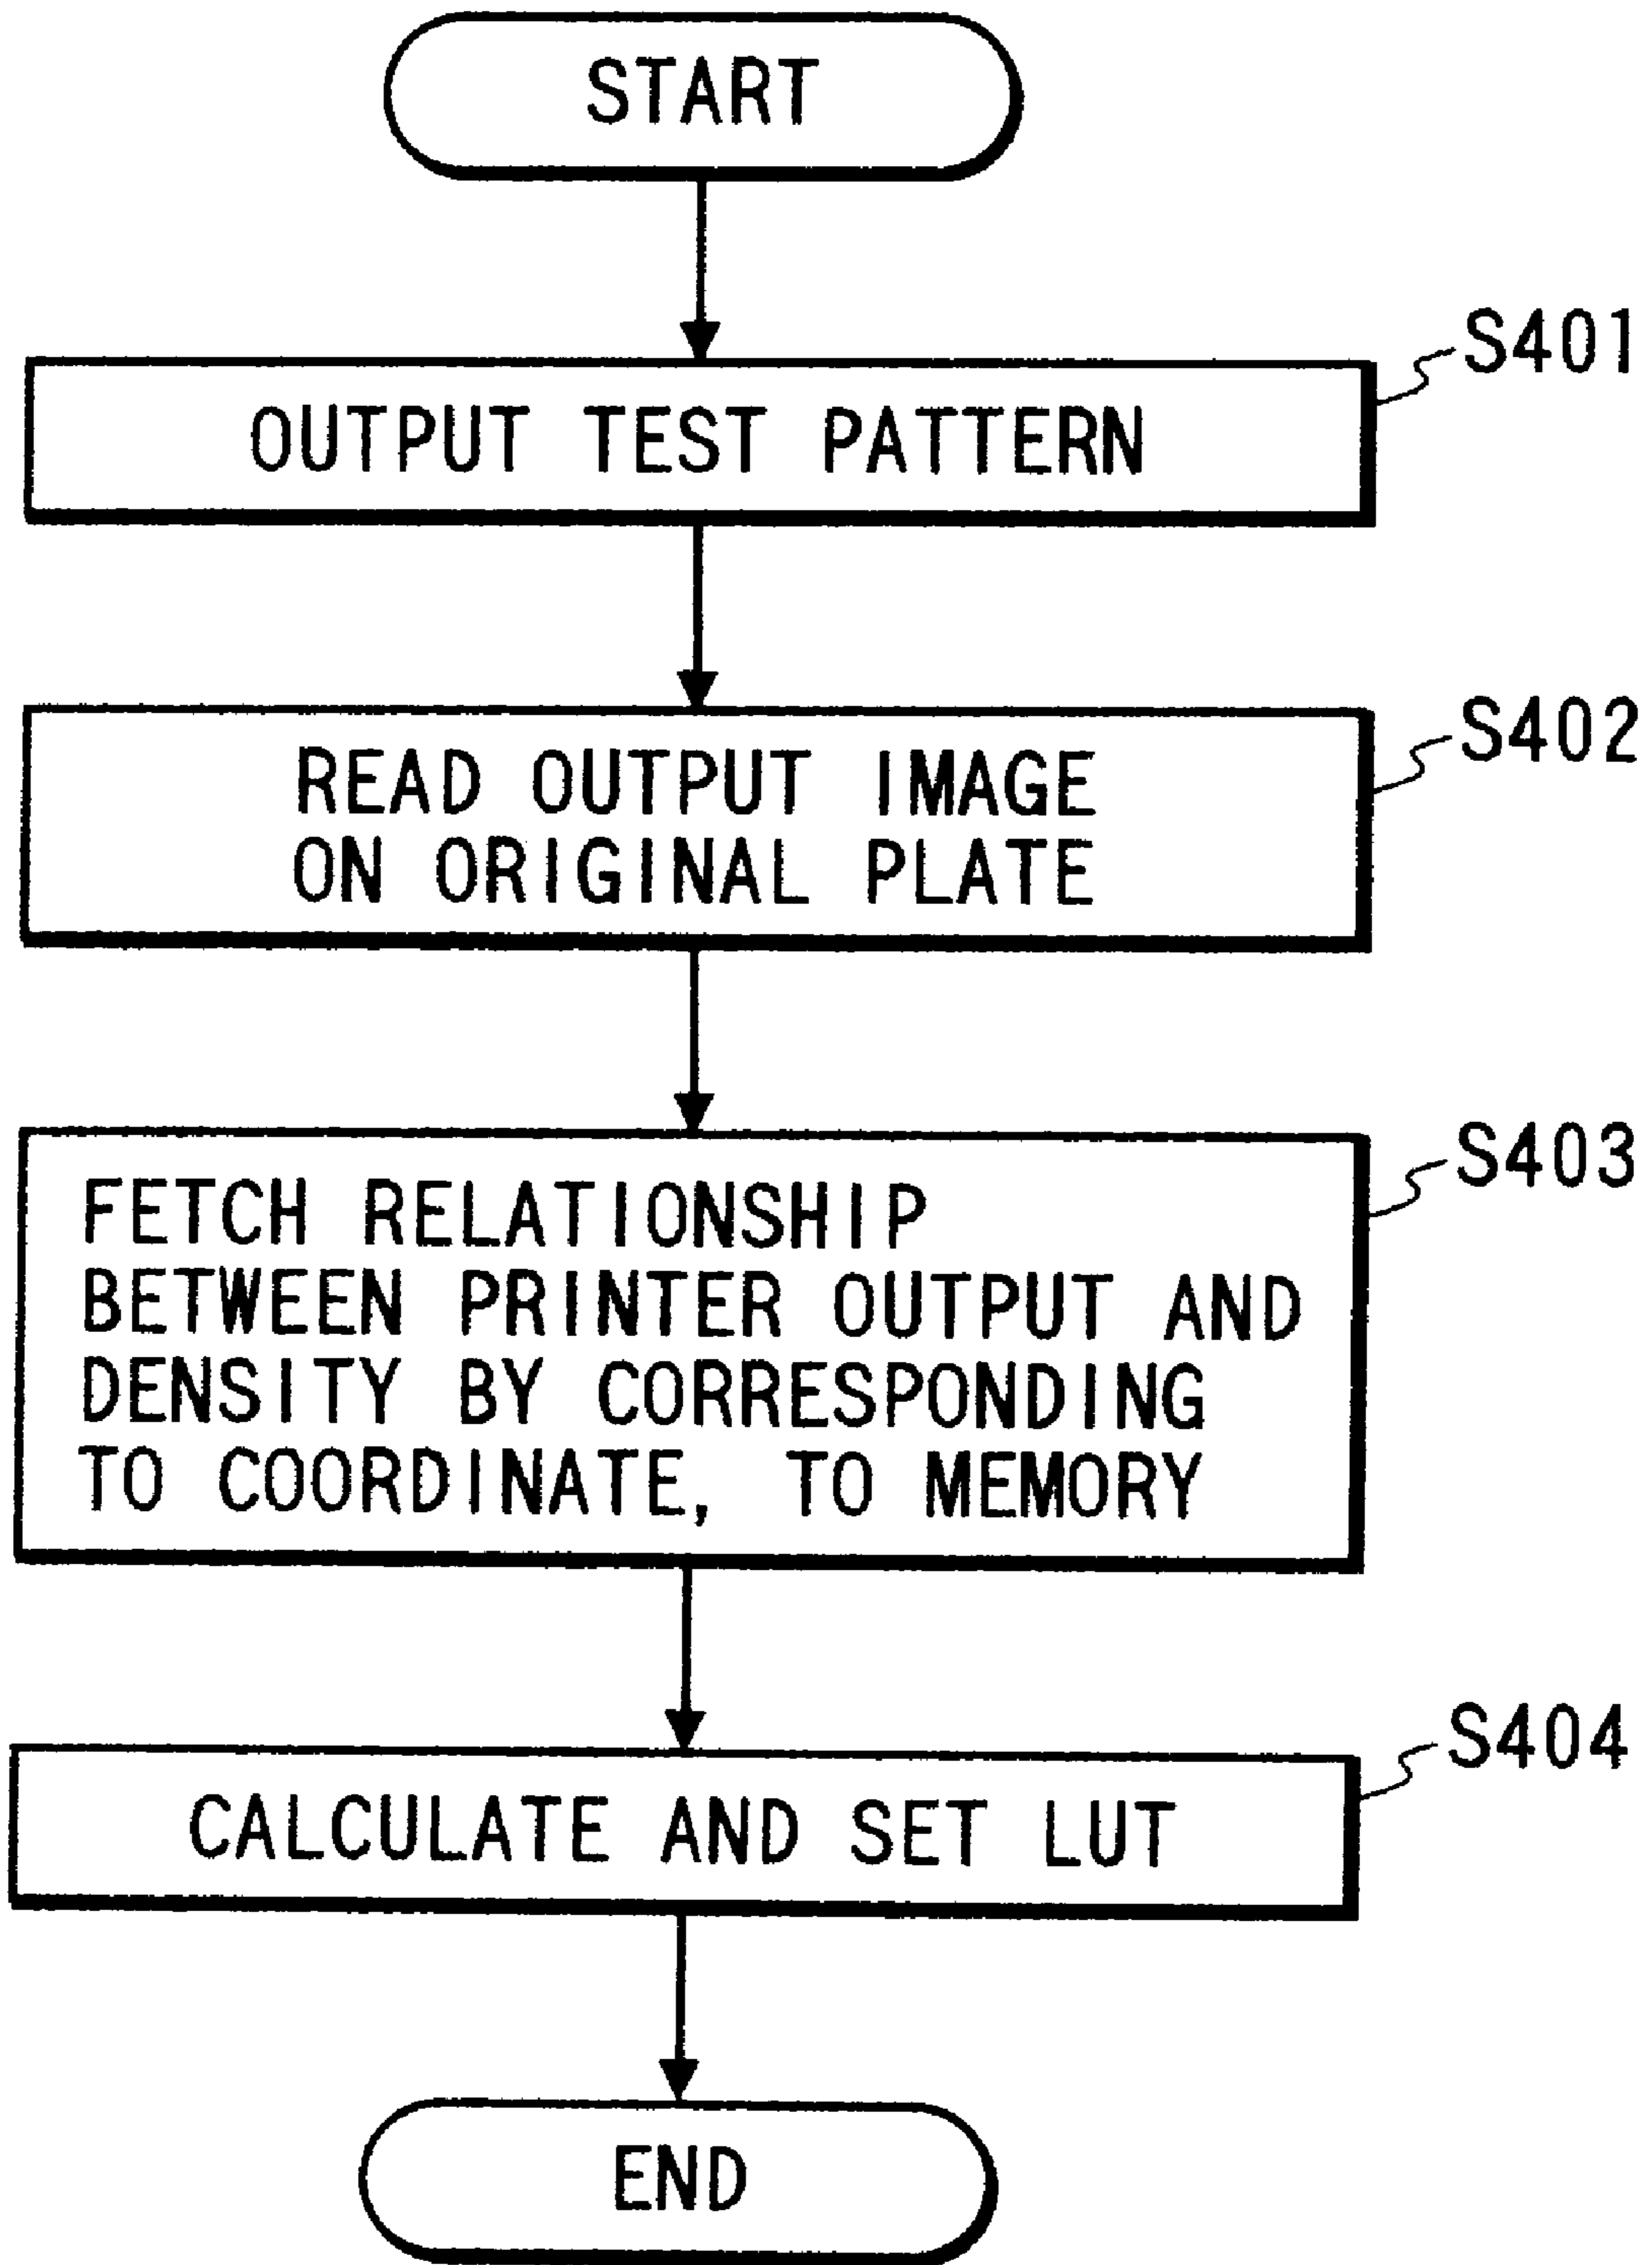 START
S401
OUTPUT TEST PATTERN
S402
READ OUTPUT IMAGE
ON ORIGINAL PLATE
S403
FETCH RELATIONSHIP
BETWEEN PRINTER OUTPUT AND
DENSITY BY CORRESPONDING
TO COORDINATE, TO MEMORY
S404
CALCULATE AND SET LUT
END